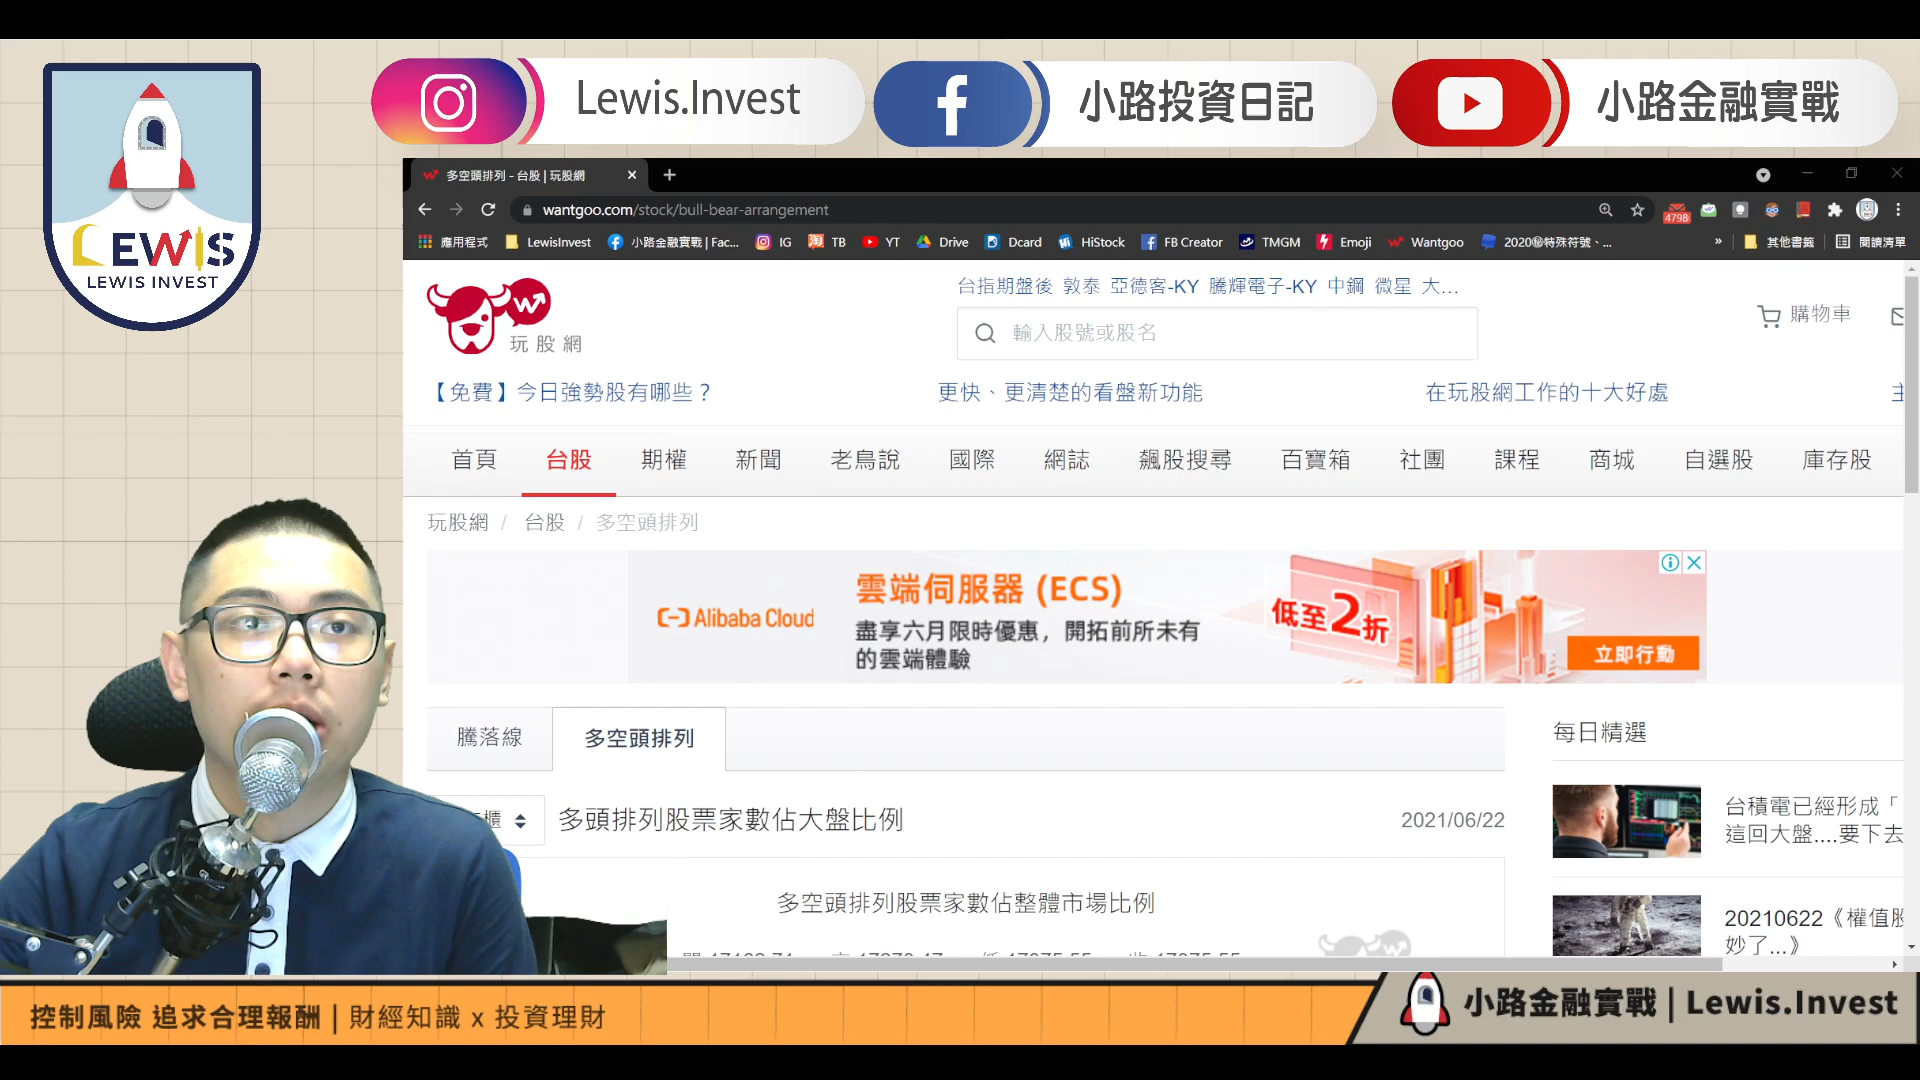 Lewis.Invest
小路投資日記
小路金融實戰
LEWIS
LEWIS INVEST
多空頭排列 - 台股 | 玩股網
wantgoo.com/stock/bull-bear-arrangement
4798
應用程式 LewisInvest 小路金融實戰 | Fac... IG TB YT Drive Dcard HiStock FB Creator TMGM Emoji Wantgoo 2020㊙特殊符號、... » 其他書籤 閱讀清單
玩股網
台指期盤後 敦泰 亞德客-KY 騰輝電子-KY 中鋼 微星 大...
輸入股號或股名
購物車
【免費】今日強勢股有哪些？
更快、更清楚的看盤新功能
在玩股網工作的十大好處
首頁 台股 期權 新聞 老鳥說 國際 網誌 飆股搜尋 百寶箱 社團 課程 商城 自選股 庫存股
玩股網 / 台股 / 多空頭排列
Alibaba Cloud
雲端伺服器 (ECS)
盡享六月限時優惠，開拓前所未有
的雲端體驗
低至2折
立即行動
騰落線
多空頭排列
每日精選
櫃
多頭排列股票家數佔大盤比例
2021/06/22
台積電已經形成「
這回大盤....要下去
多空頭排列股票家數佔整體市場比例
20210622《權值股
妙了...》
控制風險 追求合理報酬 | 財經知識 x 投資理財
小路金融實戰 | Lewis.Invest